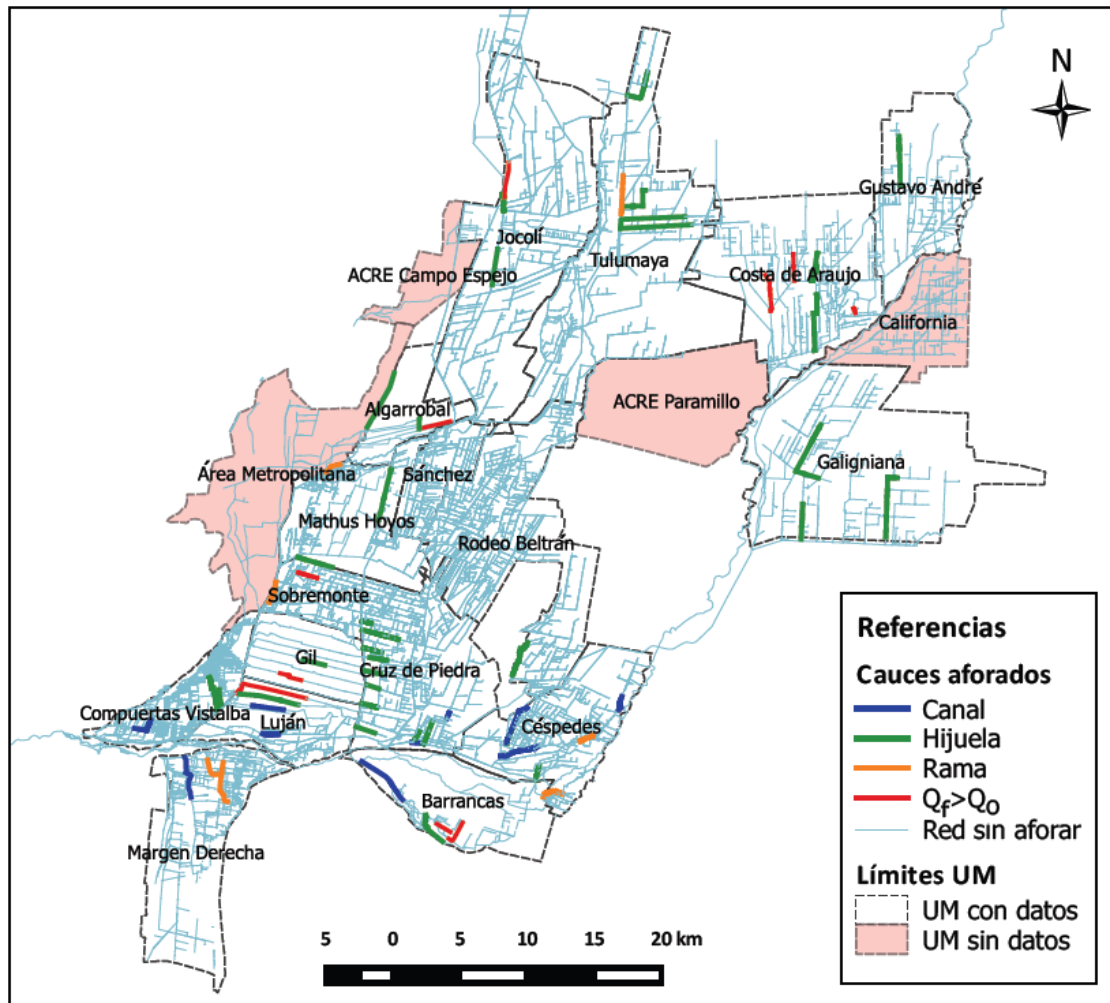 N
Gustavo André
Jocolí
Tulumaya
ACRE Campo Espejo
Costa de Araujo
California
ACRE Paramillo
Algarrobal
Galigniana
Área Metropolitana
Sánchez
Mathus Hoyos
Rodeo Beltrán
Sobremonte
Gil
Cruz de Piedra
Compuertas Vistalba
Luján
Céspedes
Barrancas
Margen Derecha
Referencias
Cauces aforados
Canal
Hijuela
Rama
Qf>Qo
Red sin aforar
Límites UM
UM con datos
UM sin datos
5 0 5 10 15 20 km